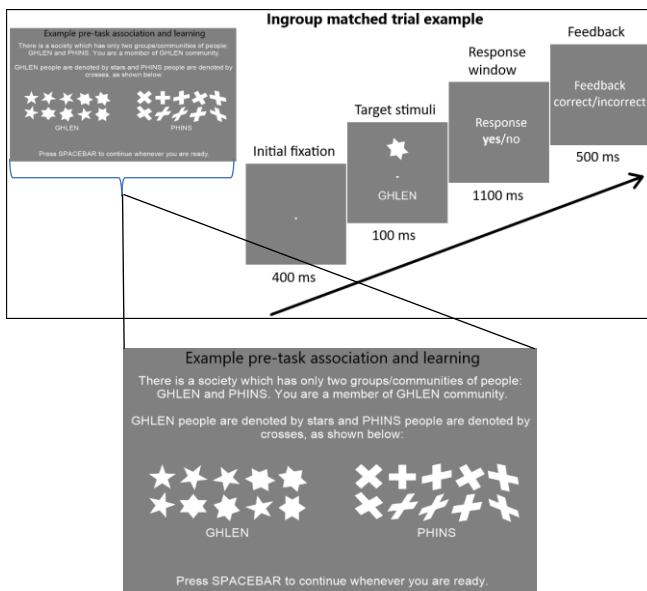 Ingroup matched trial example
Example pre-task association and learning
There is a society which has only two groups/communities of people:
GHLEN and PHINS. You are a member of GHLEN community.
GHLEN people are denoted by stars and PHINS people are denoted by
crosses, as shown below:
GHLEN PHINS
Press SPACEBAR to continue whenever you are ready.
Initial fixation
400 ms
Target stimuli
GHLEN
100 ms
Response
window
Response
yes/no
1100 ms
Feedback
Feedback
correct/incorrect
500 ms
Example pre-task association and learning
There is a society which has only two groups/communities of people:
GHLEN and PHINS. You are a member of GHLEN community.
GHLEN people are denoted by stars and PHINS people are denoted by
crosses, as shown below:
GHLEN PHINS
Press SPACEBAR to continue whenever you are ready.